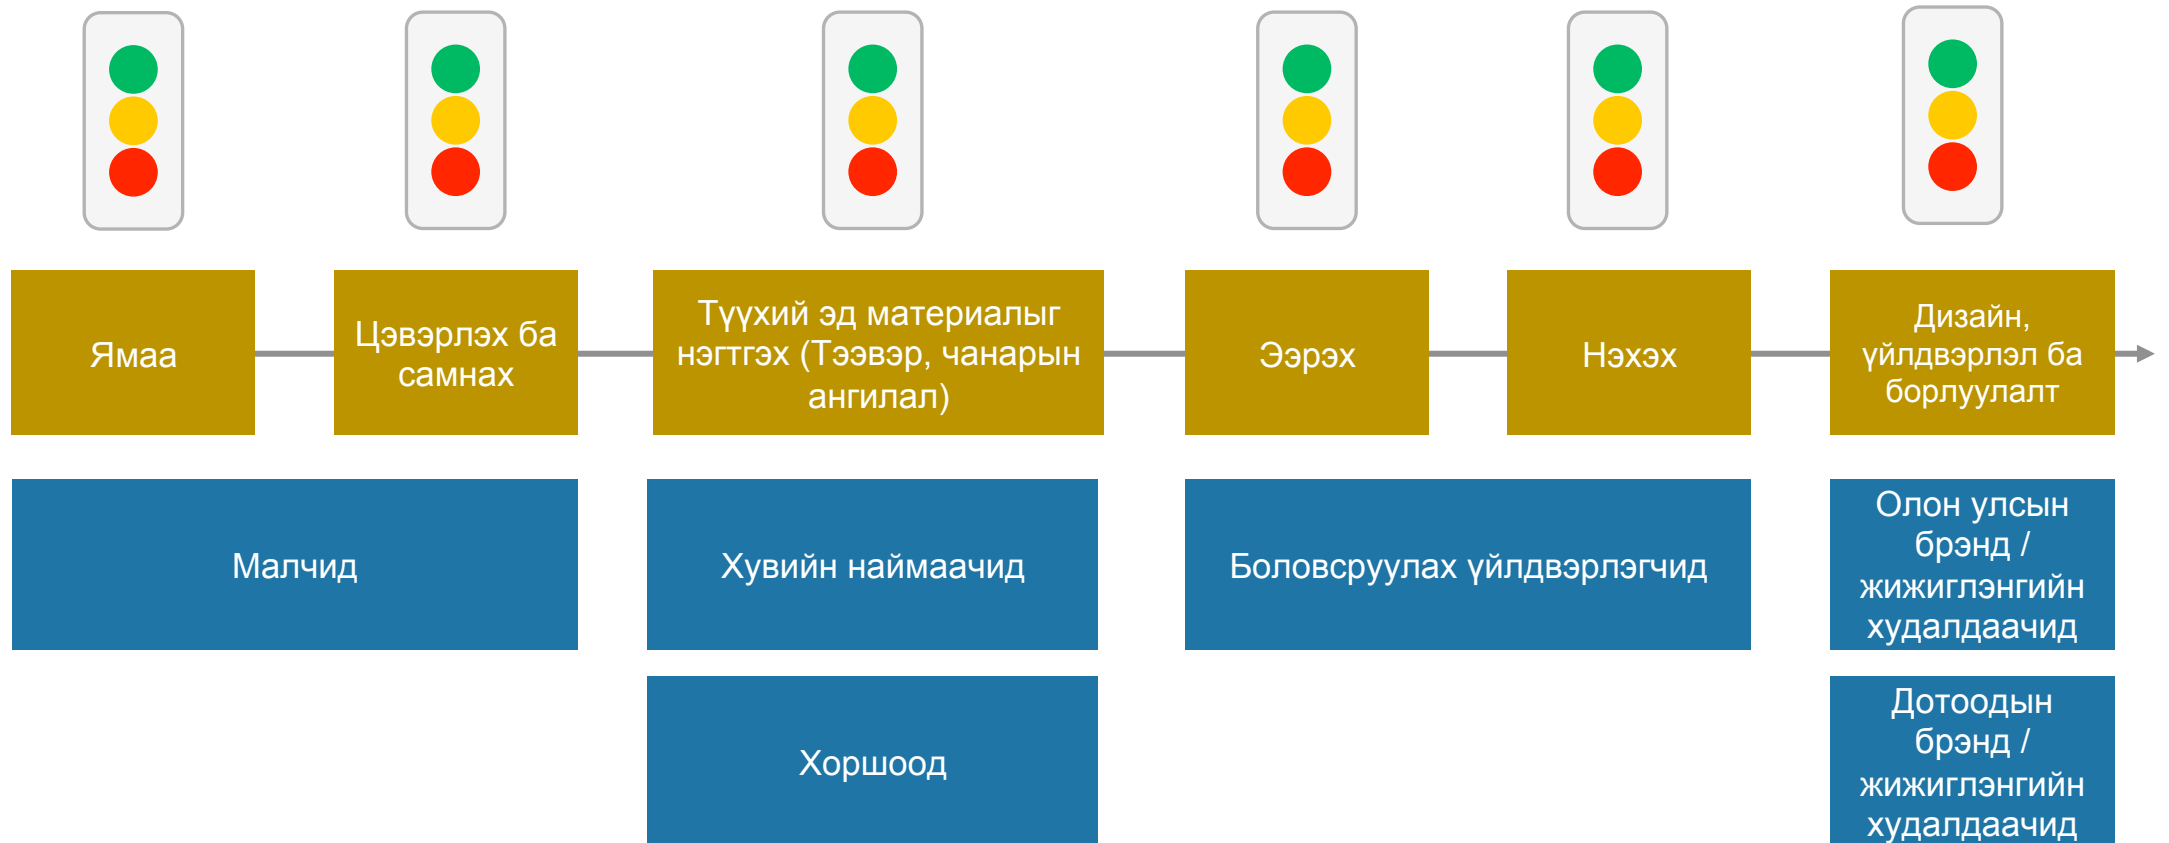 Ямаа
Цэвэрлэх ба
самнах
Түүхий эд материалыг
нэгтгэх (Тээвэр, чанарын
ангилал)
Ээрэх
Нэхэх
Дизайн,
үйлдвэрлэл ба
борлуулалт
Малчид
Хувийн наймаачид
Боловсруулах үйлдвэрлэгчид
Олон улсын
брэнд /
жижиглэнгийн
худалдаачид
Хоршоод
Дотоодын
брэнд /
жижиглэнгийн
худалдаачид